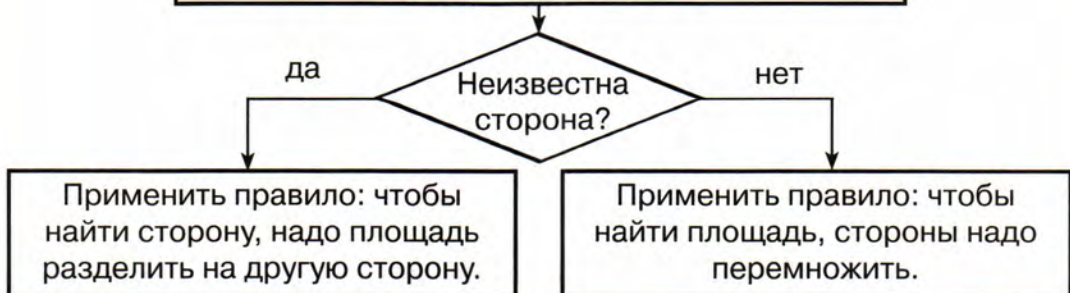 да
Неизвестна
сторона?
нет
Применить правило: чтобы
найти сторону, надо площадь
разделить на другую сторону.
Применить правило: чтобы
найти площадь, стороны надо
перемножить.